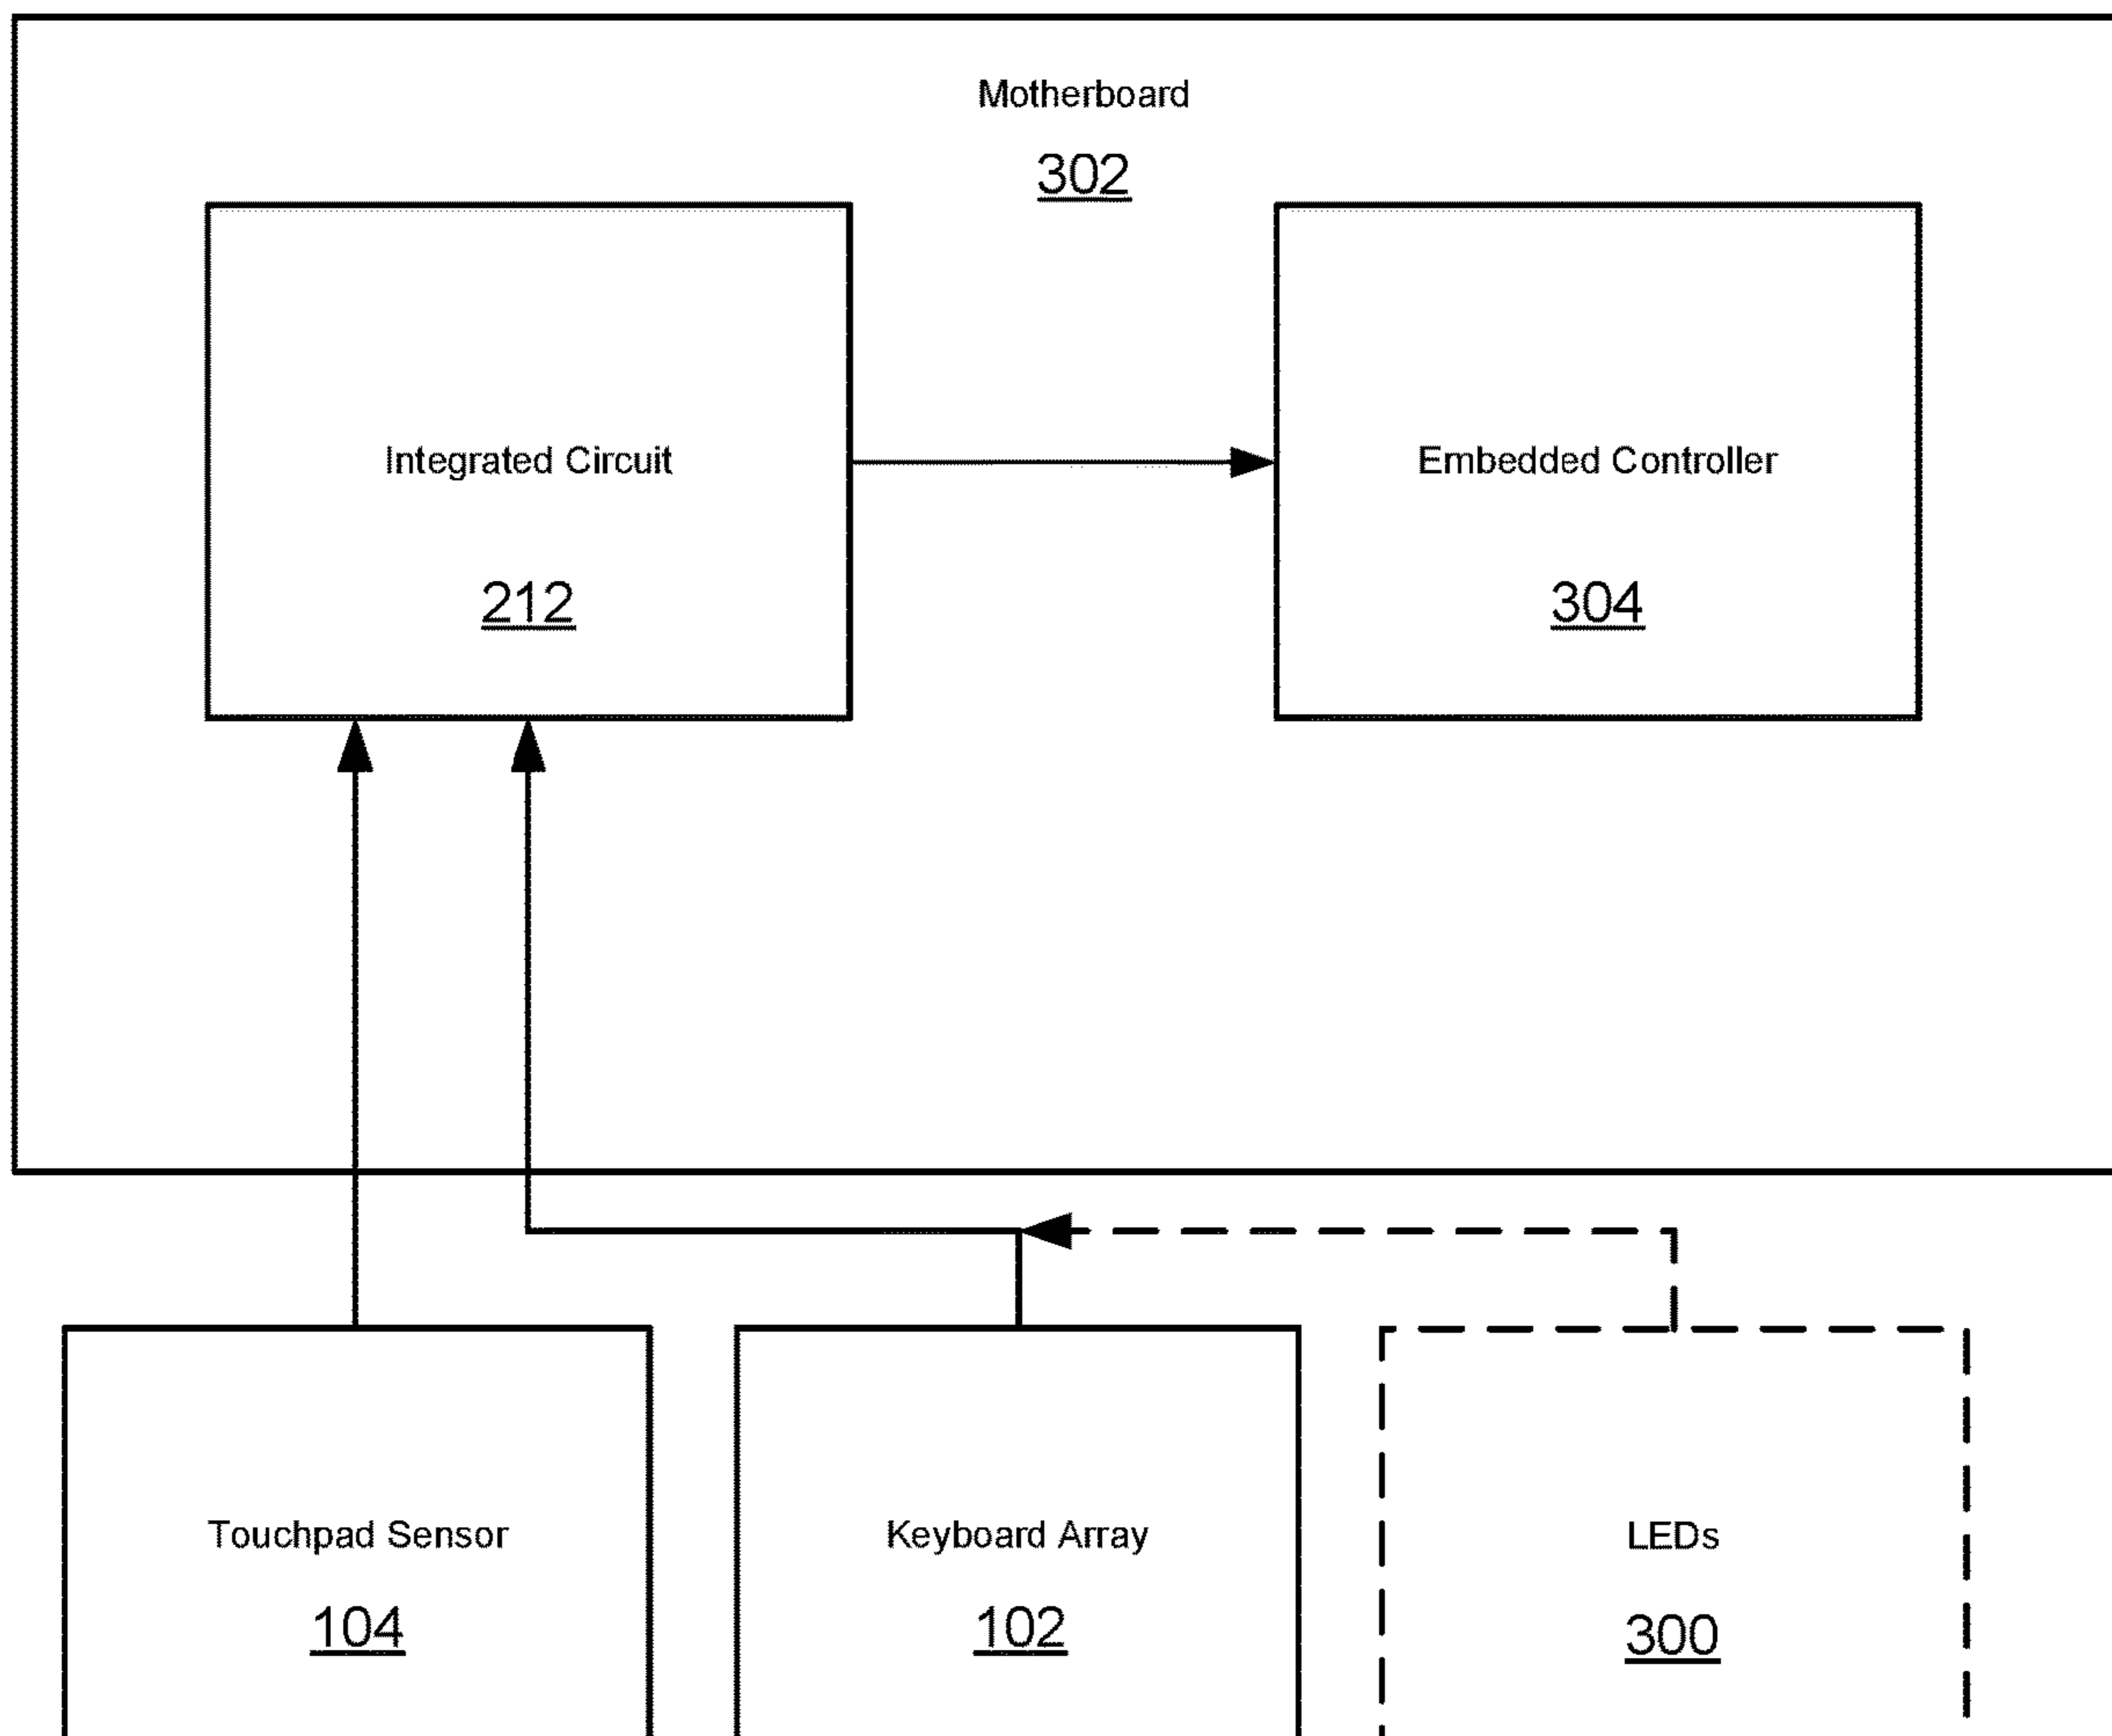 Motherboard
302
Integrated Circuit
212
Embedded Controller
304
Touchpad Sensor
104
Keyboard Array
102
LEDs
300